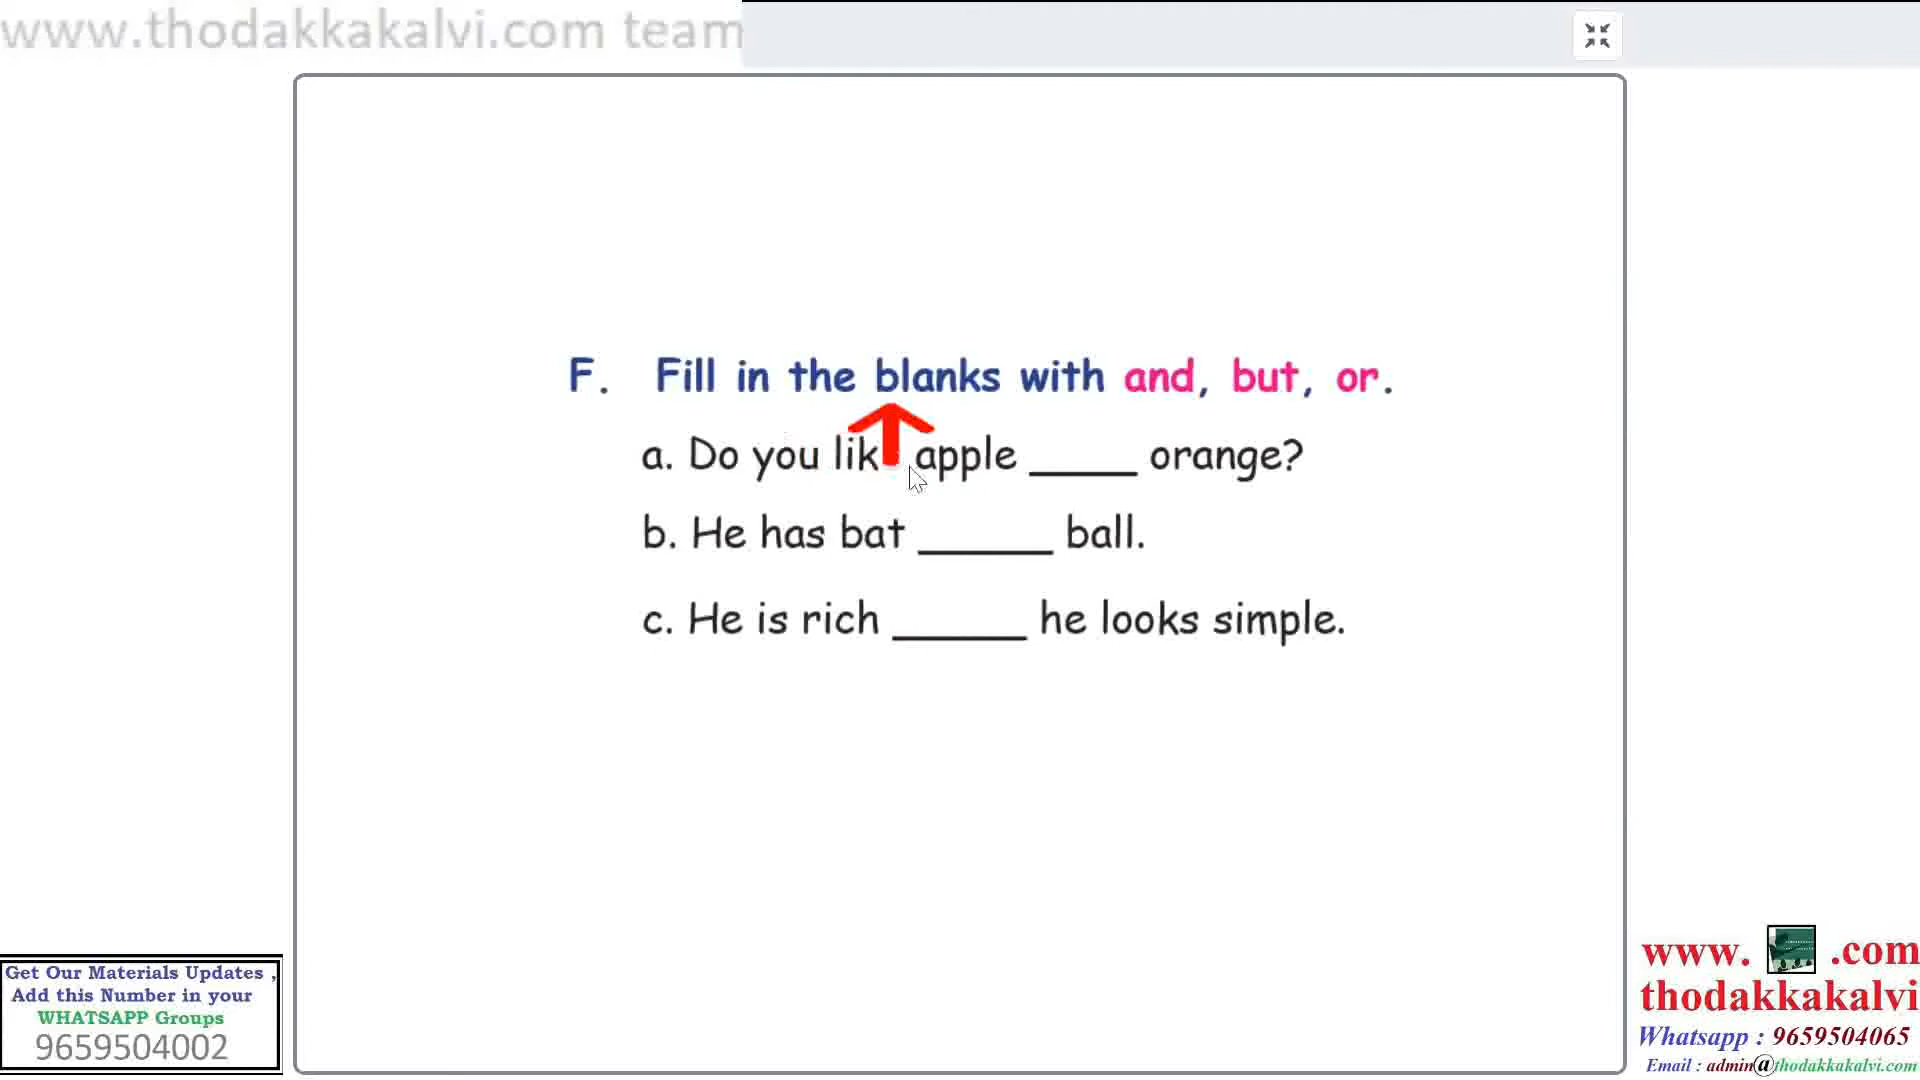 www.thodakkakalvi.com team
F. Fill in the blanks with and, but, or.
a. Do you lik apple _____ orange?
b. He has bat ______ ball.
c. He is rich ______ he looks simple.
Get Our Materials Updates ,
Add this Number in your
WHATSAPP Groups
9659504002
www. .com
thodakkakalvi
Whatsapp : 9659504065
Email : admin@thodakkakalvi.com